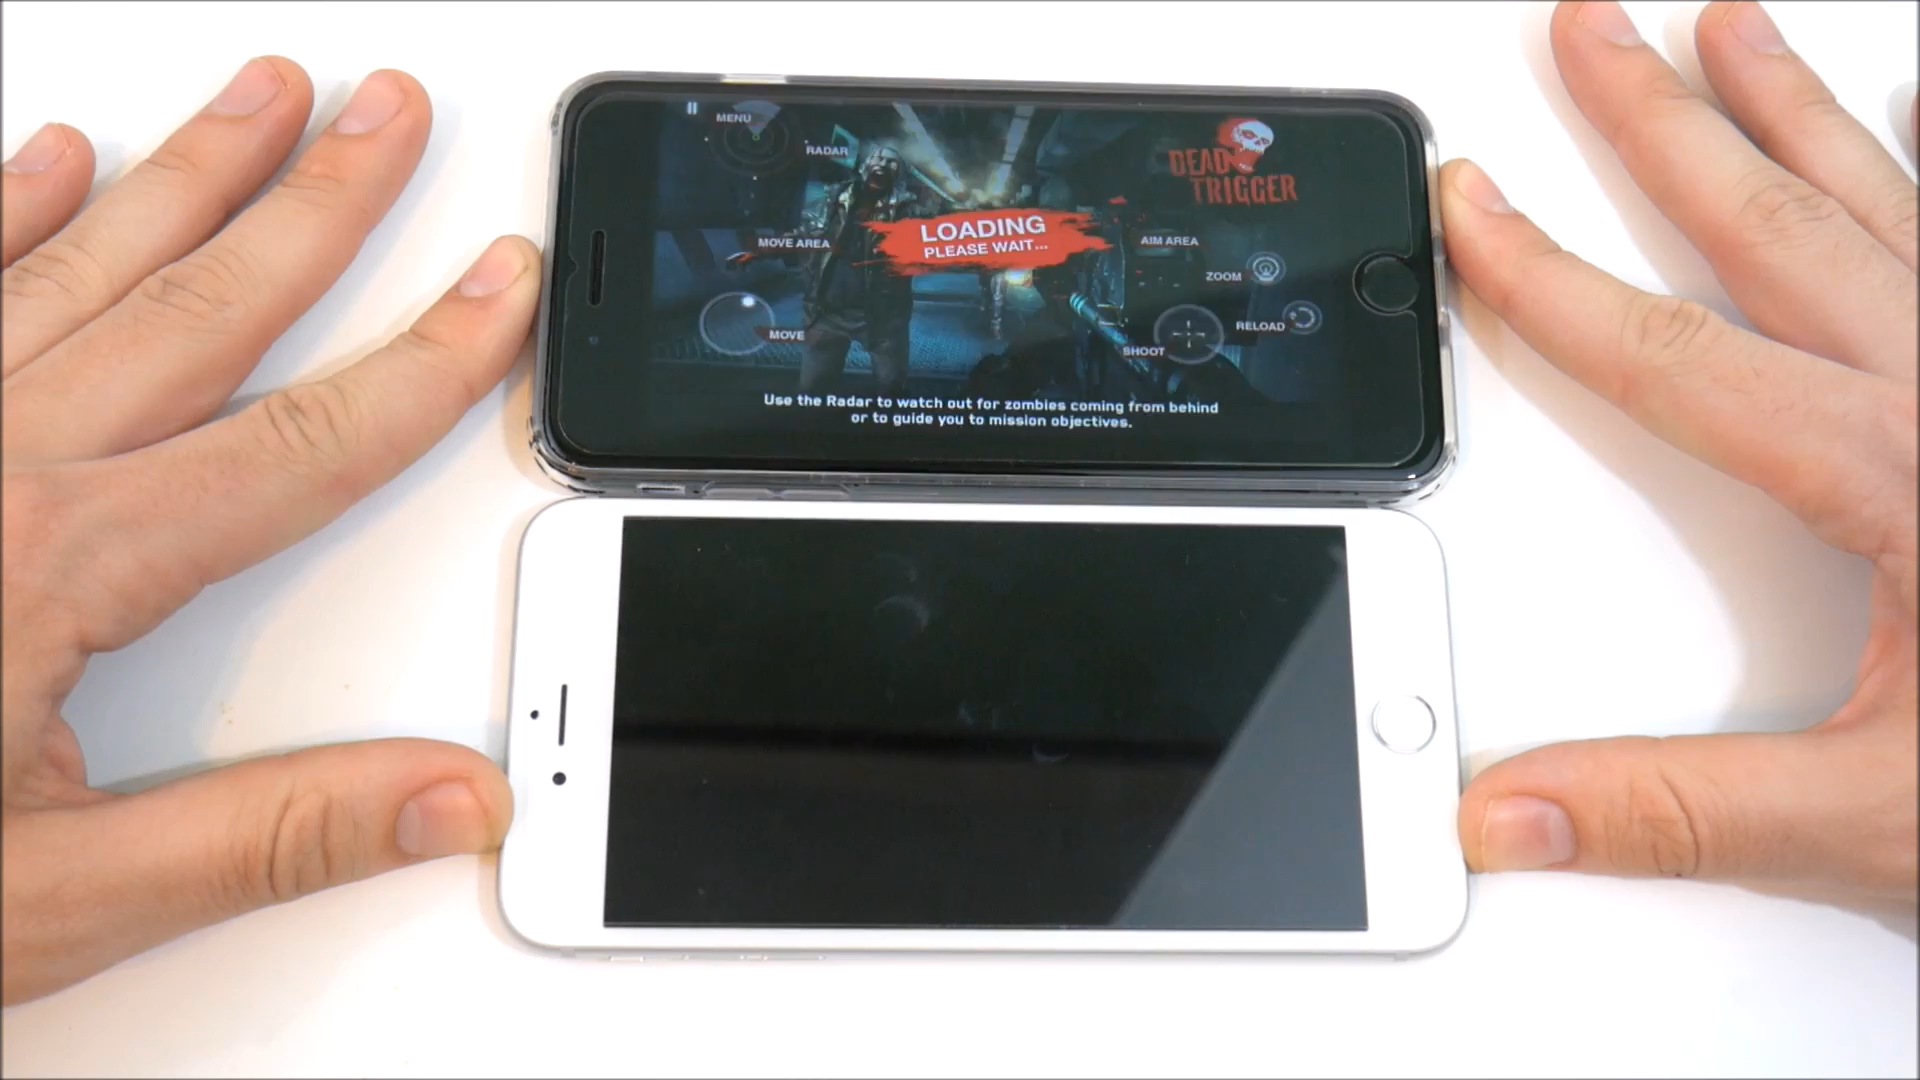 MENU
RADAR
DEAD
TRIGGER
LOADING
PLEASE WAIT...
MOVE AREA
AIM AREA
ZOOM
MOVE
RELOAD
SHOOT
Use the Radar to watch out for zombies coming from behind
or to guide you to mission objectives.